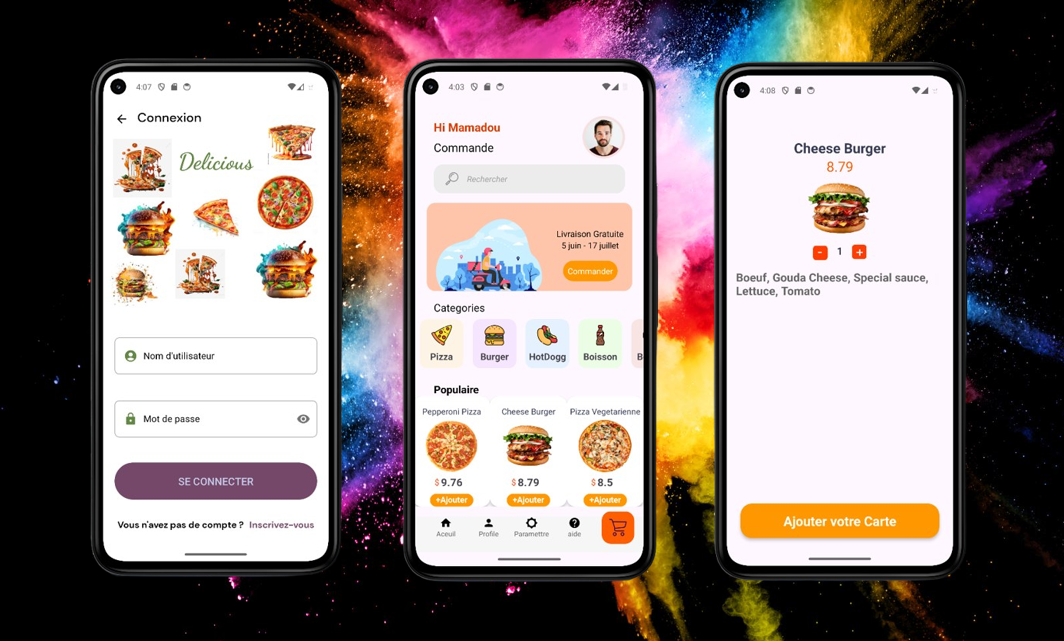 4:07
Connexion
Delicious
Nom d'utilisateur
Mot de passe
SE CONNECTER
Vous n'avez pas de compte ? Inscrivez-vous
4:03
Hi Mamadou
Commande
Rechercher
Livraison Gratuite
5 juin - 17 juillet
Commander
Categories
Pizza Burger HotDogg Boisson B
Populaire
Pepperoni Pizza Cheese Burger Pizza Vegetarienne
$ 9.76 $ 8.79 $ 8.5
+Ajouter +Ajouter +Ajouter
Aceuil Profile Paramettre aide
4:08
Cheese Burger
8.79
- 1 +
Boeuf, Gouda Cheese, Special sauce,
Lettuce, Tomato
Ajouter votre Carte